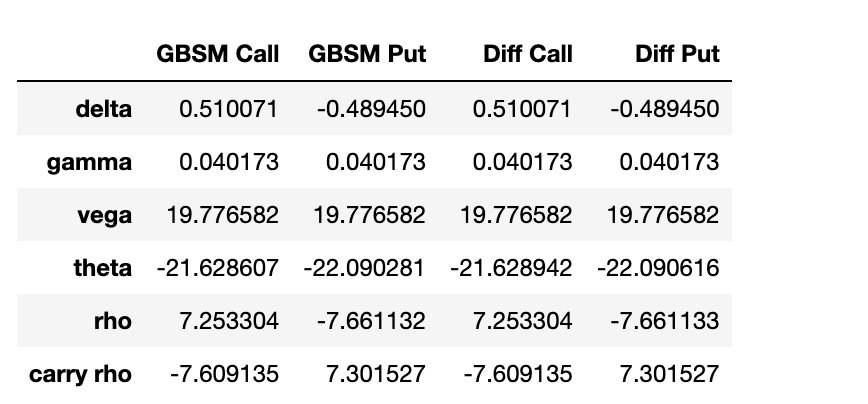 GBSM Call GBSM Put Diff Call Diff Put
delta 0.510071 -0.489450 0.510071 -0.489450
gamma 0.040173 0.040173 0.040173 0.040173
vega 19.776582 19.776582 19.776582 19.776582
theta -21.628607 -22.090281 -21.628942 -22.090616
rho 7.253304 -7.661132 7.253304 -7.661133
carry rho -7.609135 7.301527 -7.609135 7.301527